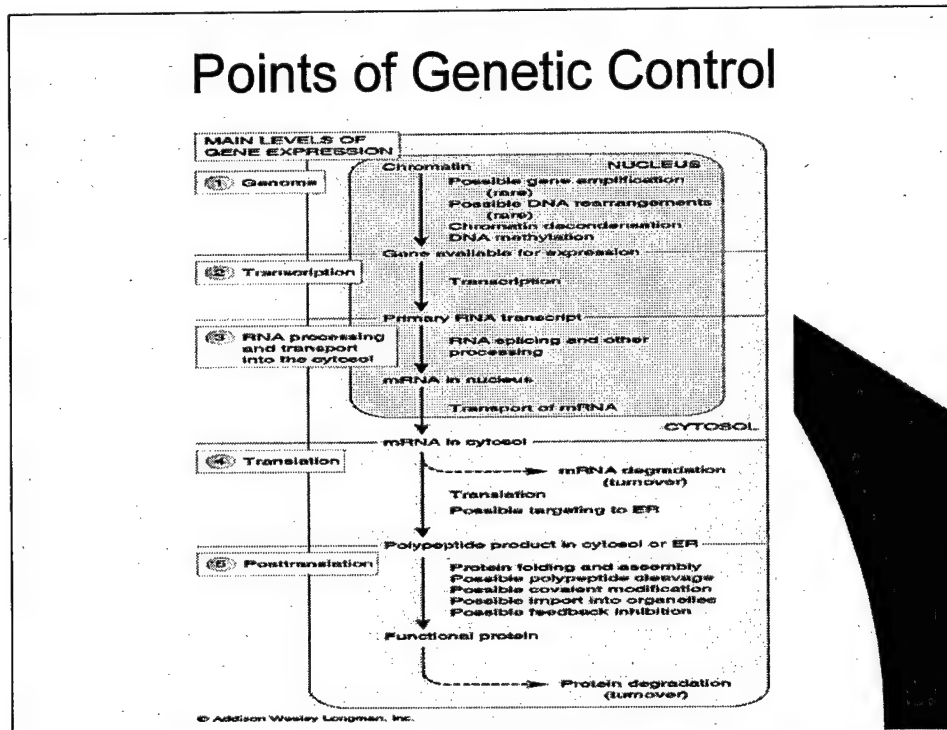 Points of Genetic Control
MAIN LEVELS OF
GENE EXPRESSION
NUCLEUS
Chromatin
1 Genome
Possible gene amplification
(rare)
Possible DNA rearrangements
(rare)
Chromatin decondensation
DNA methylation
Gene available for expression
2 Transcription
Transcription
Primary RNA transcript
3 RNA processing
and transport
into the cytosol
RNA splicing and other
processing
mRNA in nucleus
Transport of mRNA
CYTOSOL
mRNA in cytosol
4 Translation
mRNA degradation
(turnover)
Translation
Possible targeting to ER
Polypeptide product in cytosol or ER
5 Posttranslation
Protein folding and assembly
Possible polypeptide cleavage
Possible covalent modification
Possible import into organelles
Possible feedback inhibition
Functional protein
Protein degradation
(turnover)
© Addison Wesley Longman, Inc.